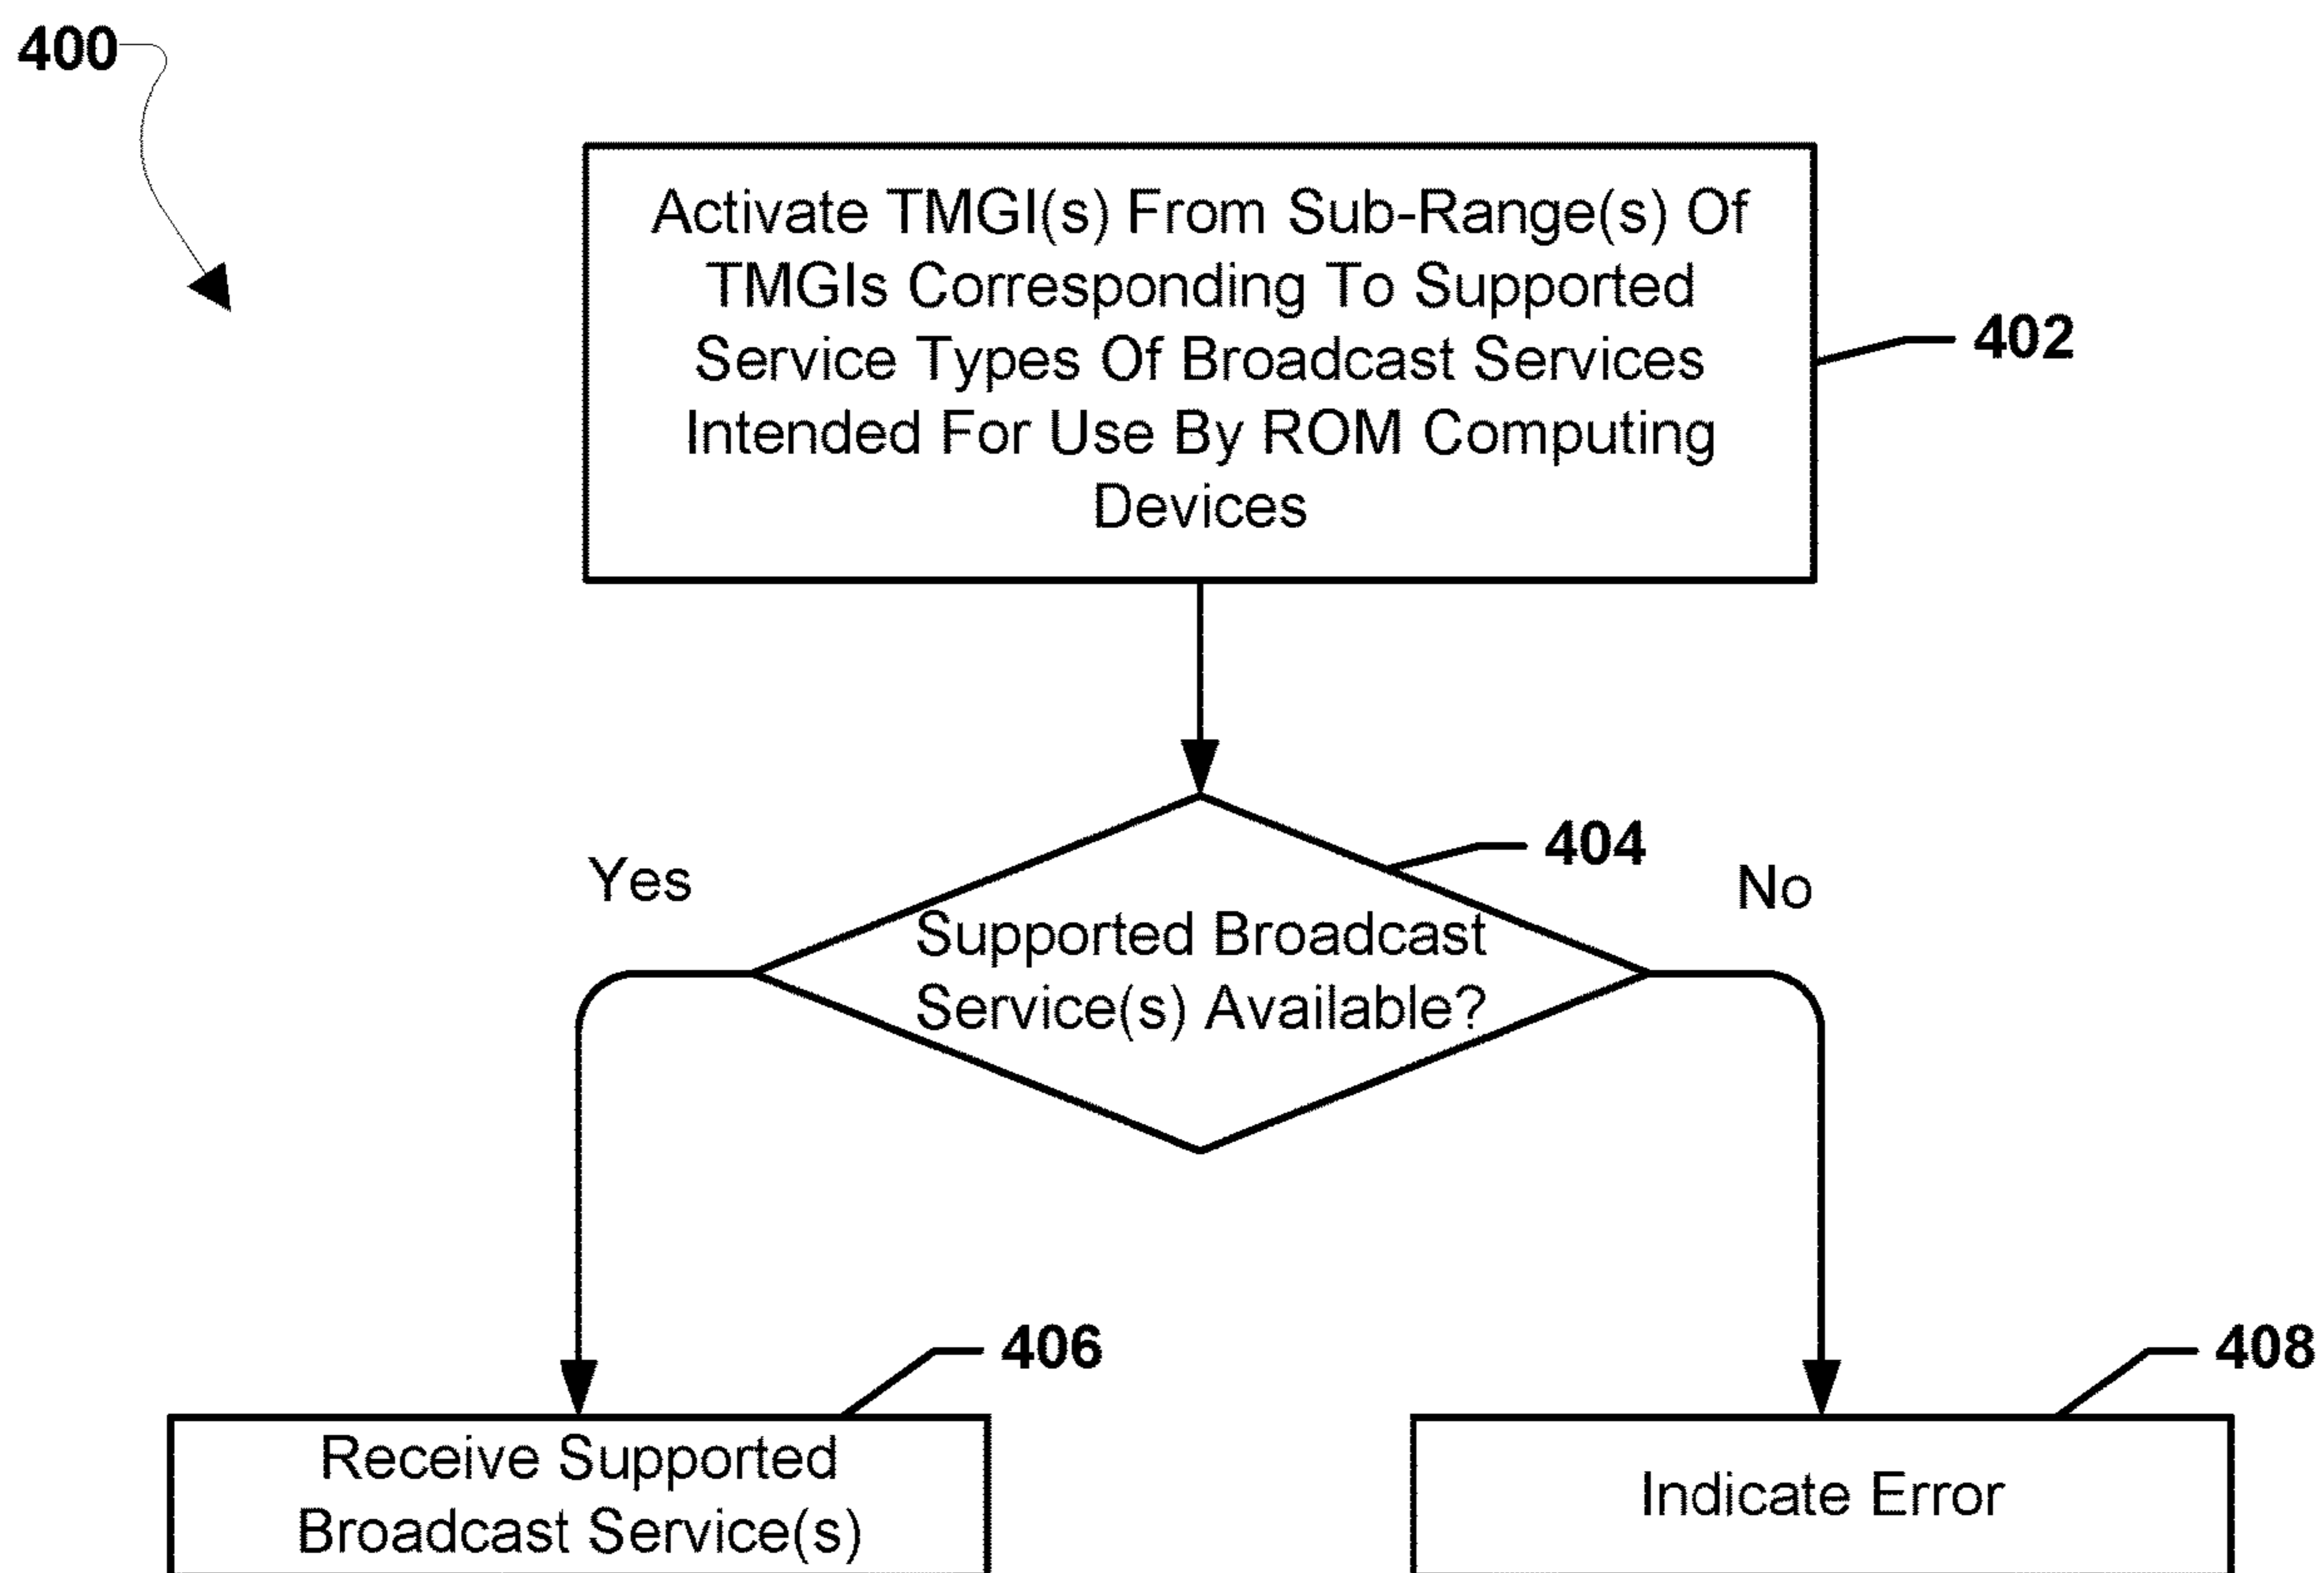 400
Activate TMGI(s) From Sub-Range(s) Of
TMGIs Corresponding To Supported
Service Types Of Broadcast Services
Intended For Use By ROM Computing
Devices
402
404
Yes
No
Supported Broadcast
Service(s) Available?
406
408
Receive Supported
Broadcast Service(s)
Indicate Error